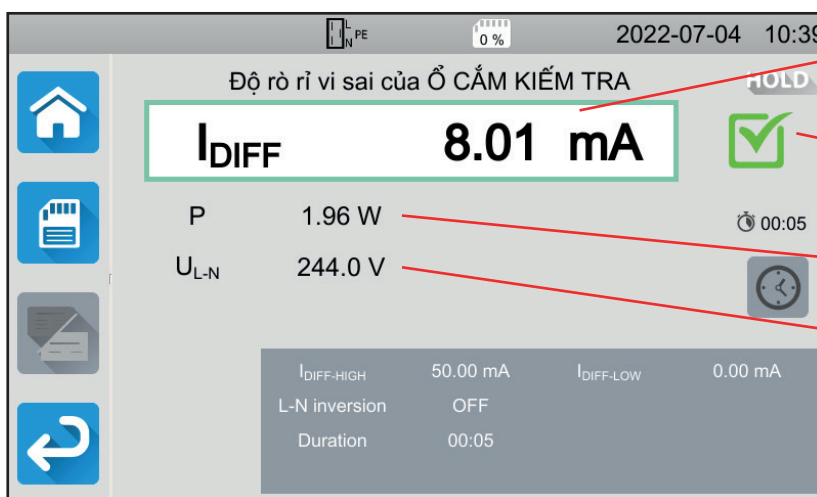 L N PE 0 % 2022-07-04 10:39
Độ rò rỉ vi sai của Ổ CẮM KIỂM TRA HOLD
IDIFF 8.01 mA
P 1.96 W 00:05
UL-N 244.0 V
IDIFF-HIGH 50.00 mA IDIFF-LOW 0.00 mA
L-N inversion OFF
Duration 00:05